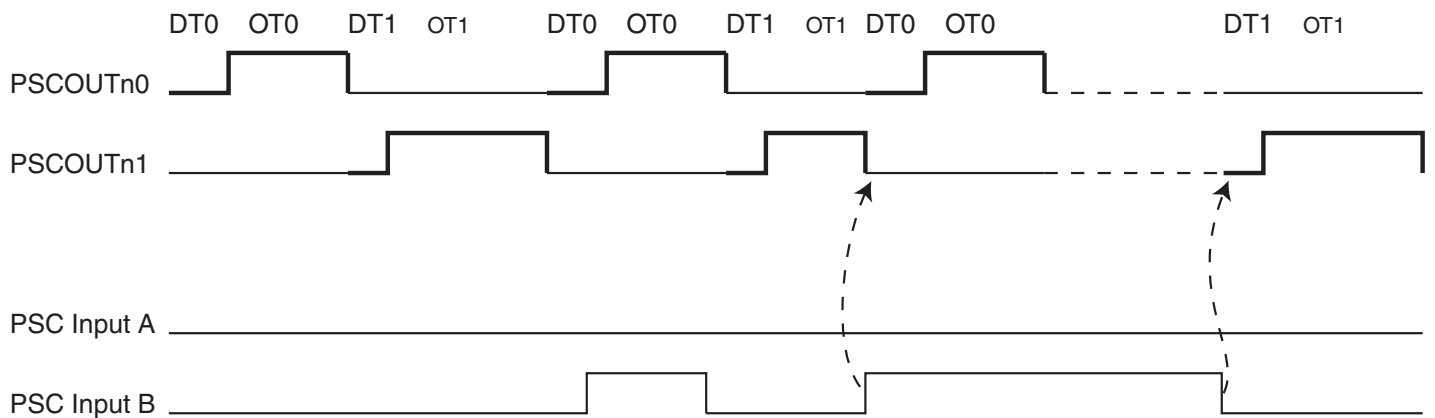 DT0 OT0 DT1 OT1 DT0 OT0 DT1 OT1 DT0 OT0 DT1 OT1
PSCOUTn0
PSCOUTn1
PSC Input A
PSC Input B